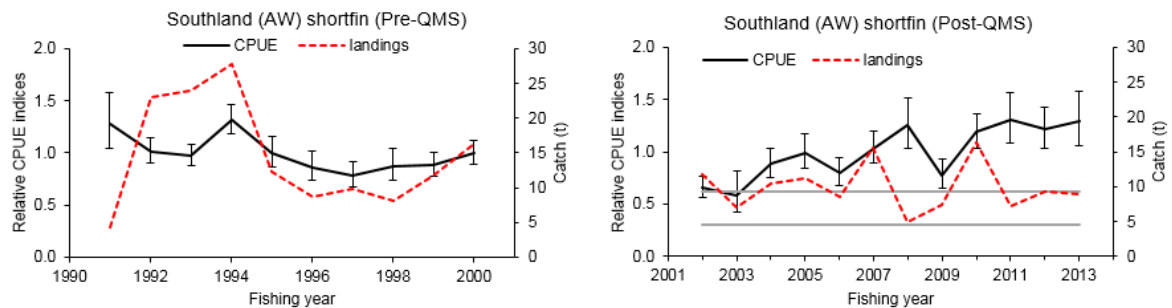 Southland (AW) shortfin (Pre-QMS)
CPUE landings
2.0
1.5
1.0
0.5
0.0
Relative CPUE indices
30
25
20
15
10
5
0
Catch (t)
1990 1992 1994 1996 1998 2000
Fishing year
Southland (AW) shortfin (Post-QMS)
CPUE landings
2.0
1.5
1.0
0.5
0.0
Relative CPUE indices
30
25
20
15
10
5
0
Catch (t)
2001 2003 2005 2007 2009 2011 2013
Fishing year